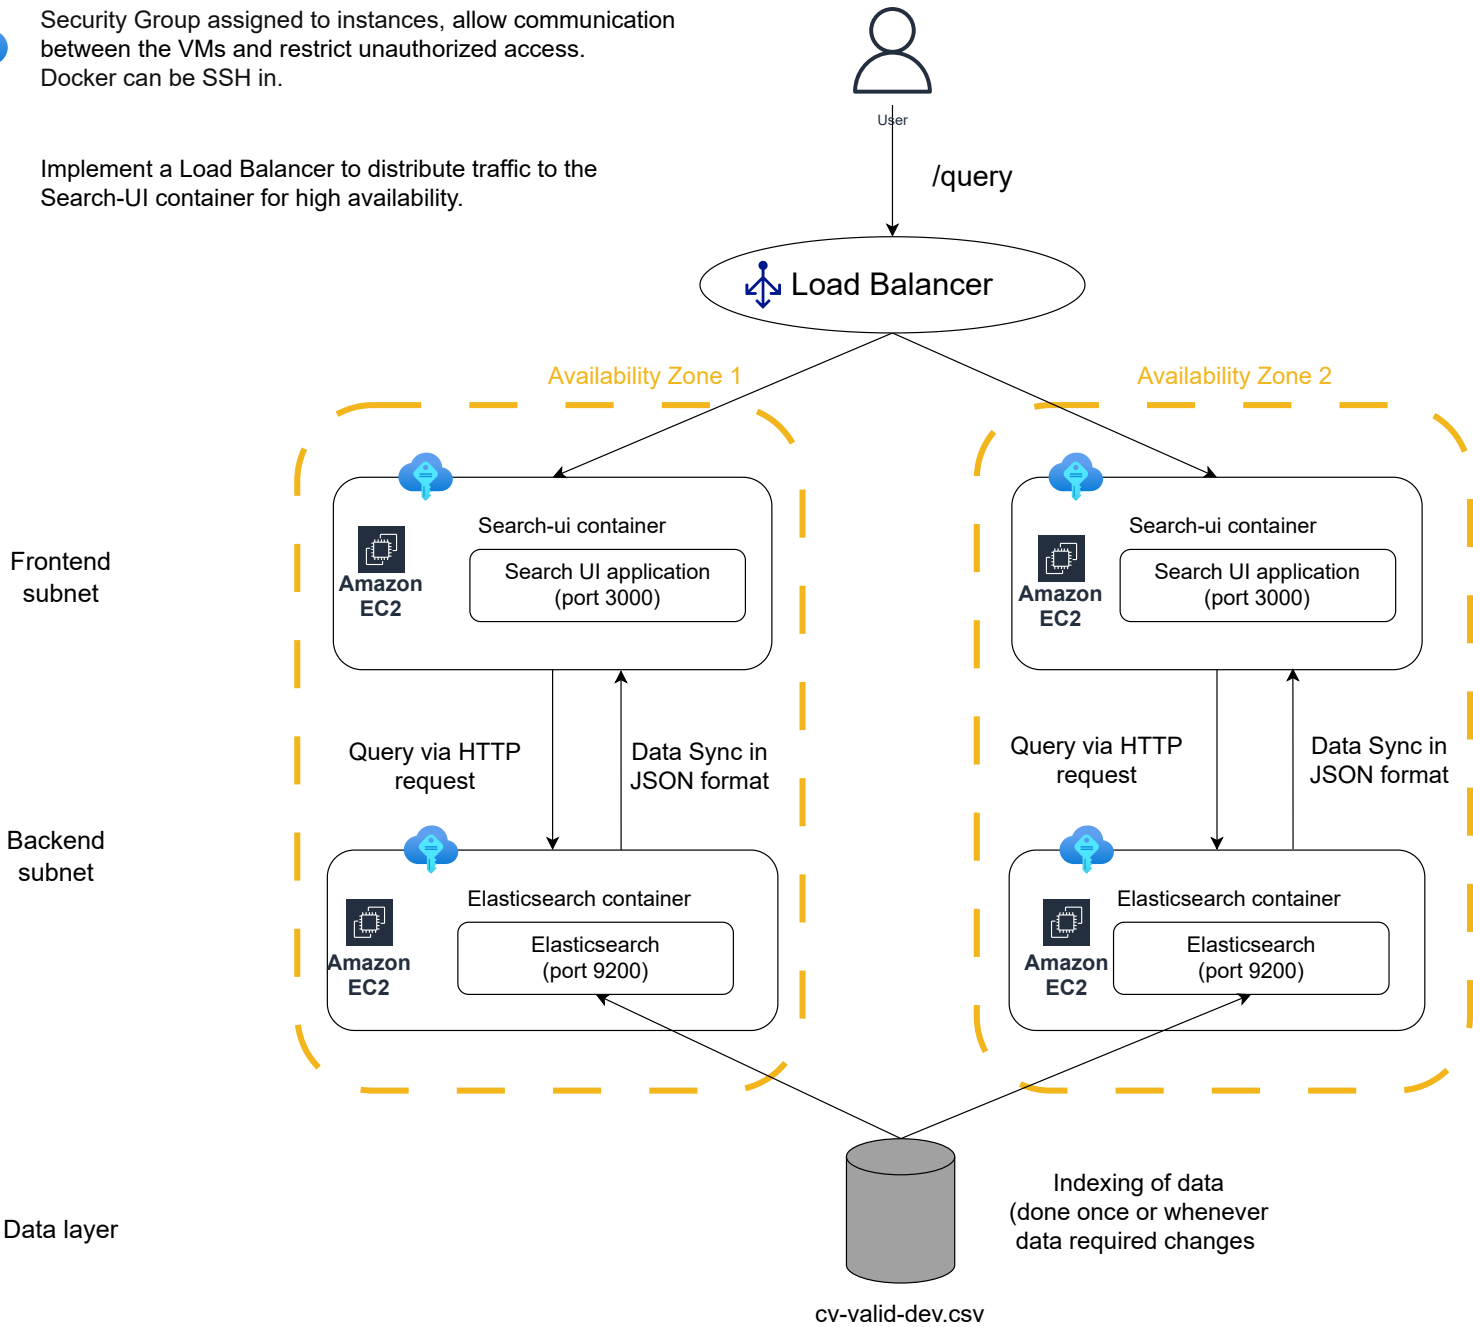 Security Group assigned to instances, allow communication
between the VMs and restrict unauthorized access.
Docker can be SSH in.
User
Implement a Load Balancer to distribute traffic to the
Search-UI container for high availability.
/query
Load Balancer
Availability Zone 1
Availability Zone 2
Frontend
subnet
Search-ui container
Amazon
EC2
Search UI application
(port 3000)
Search-ui container
Amazon
EC2
Search UI application
(port 3000)
Query via HTTP
request
Data Sync in
JSON format
Query via HTTP
request
Data Sync in
JSON format
Backend
subnet
Elasticsearch container
Amazon
EC2
Elasticsearch
(port 9200)
Elasticsearch container
Amazon
EC2
Elasticsearch
(port 9200)
Data layer
Indexing of data
(done once or whenever
data required changes
cv-valid-dev.csv